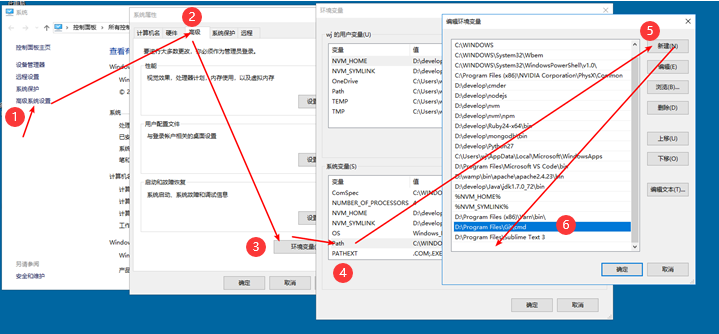 系统
控制面板
所有控
控制面板主页
设备管理器
远程设置
系统保护
高级系统设置
1
查看有
Wind
Wi
© 2
系统
处理
已安
系统
笔和
计算机名
计算
计算
计算
工作
Windows
Wi
产品
另请参阅
安全和维护
系统属性
2
计算机名
硬件
高级
系统保护
远程
要进行大多数更改，你必须作为管理员登录。
性能
视觉效果，处理器计划，内存使用，以及虚拟内存
设置
用户配置文件
与登录帐户相关的桌面设置
设置
启动和故障恢复
系统启动、系统故障和调试信息
设置
3
环境变量(
确定
取消
环境变量
wj 的用户变量(U)
变量
值
NVM_HOME
D:\develo
NVM_SYMLINK
D:\develo
OneDrive
C:\Users\
Path
C:\Users\
TEMP
C:\Users\
TMP
C:\Users\
系统变量(S)
变量
值
ComSpec
C:\WINDO
NUMBER_OF_PROCESSORS
4
NVM_HOME
D:\develo
NVM_SYMLINK
D:\develo
OS
Windows_
Path
C:\WINDO
PATHEXT
.COM;.EXE
4
确定
取消
编辑环境变量
5
C:\WINDOWS
C:\WINDOWS\System32\Wbem
C:\WINDOWS\System32\WindowsPowerShell\v1.0\
C:\Program Files (x86)\NVIDIA Corporation\PhysX\Common
D:\develop\cmder
D:\develop\nodejs
D:\develop\nvm
D:\develop\nvm\npm
D:\develop\Ruby24-x64\bin
D:\develop\mongodb\bin
D:\develop\Python27
C:\Users\wj\AppData\Local\Microsoft\WindowsApps
D:\Program Files\Microsoft VS Code\bin
D:\wamp\bin\apache\apache2.4.23\bin
D:\develop\Java\jdk1.7.0_72\bin
%NVM_HOME%
%NVM_SYMLINK%
D:\Program Files (x86)\Yarn\bin\
D:\Program Files\Git\cmd
D:\Program Files\Sublime Text 3
6
新建(N)
编辑(E)
浏览(B)...
删除(D)
上移(U)
下移(O)
编辑文本(T)...
确定
取消